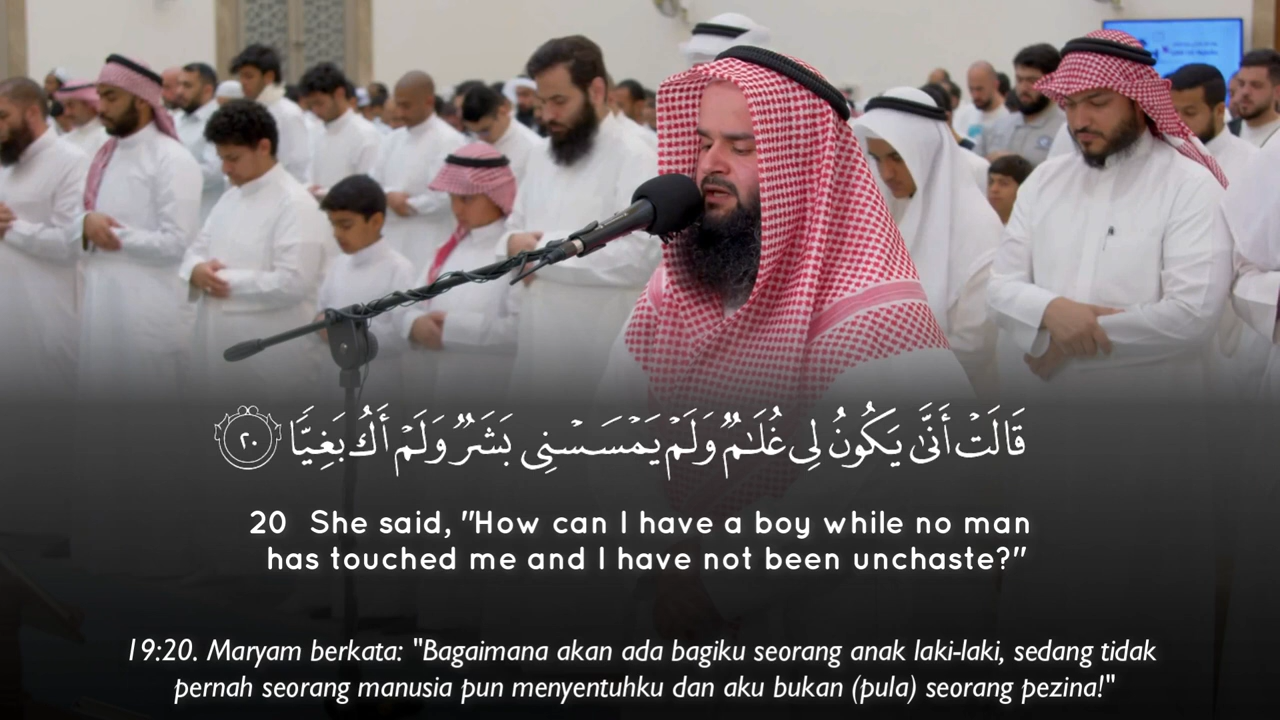 قَالَتْ أَنَّىٰ يَكُونُ لِى غُلَـٰمٌ وَلَمْ يَمْسَسْنِى بَشَرٌ وَلَمْ أَكُ بَغِيًّا ٢٠
20 She said, "How can I have a boy while no man
has touched me and I have not been unchaste?"
19:20. Maryam berkata: "Bagaimana akan ada bagiku seorang anak laki-laki, sedang tidak
pernah seorang manusia pun menyentuhku dan aku bukan (pula) seorang pezina!"